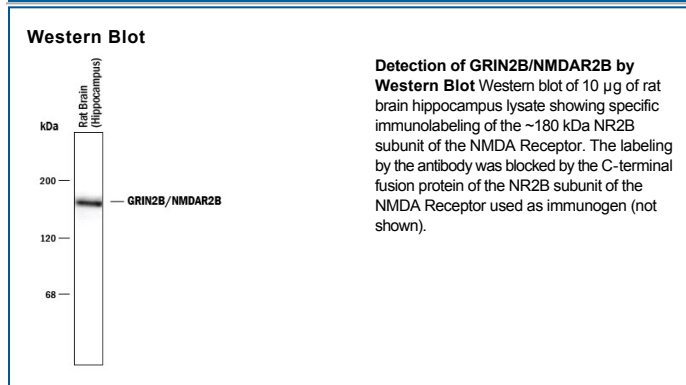 Western Blot
kDa
Rat Brain
(Hippocampus)
200
GRIN2B/NMDAR2B
120
68
Detection of GRIN2B/NMDAR2B by
Western Blot Western blot of 10 µg of rat
brain hippocampus lysate showing specific
immunolabeling of the ~180 kDa NR2B
subunit of the NMDA Receptor. The labeling
by the antibody was blocked by the C-terminal
fusion protein of the NR2B subunit of the
NMDA Receptor used as immunogen (not
shown).